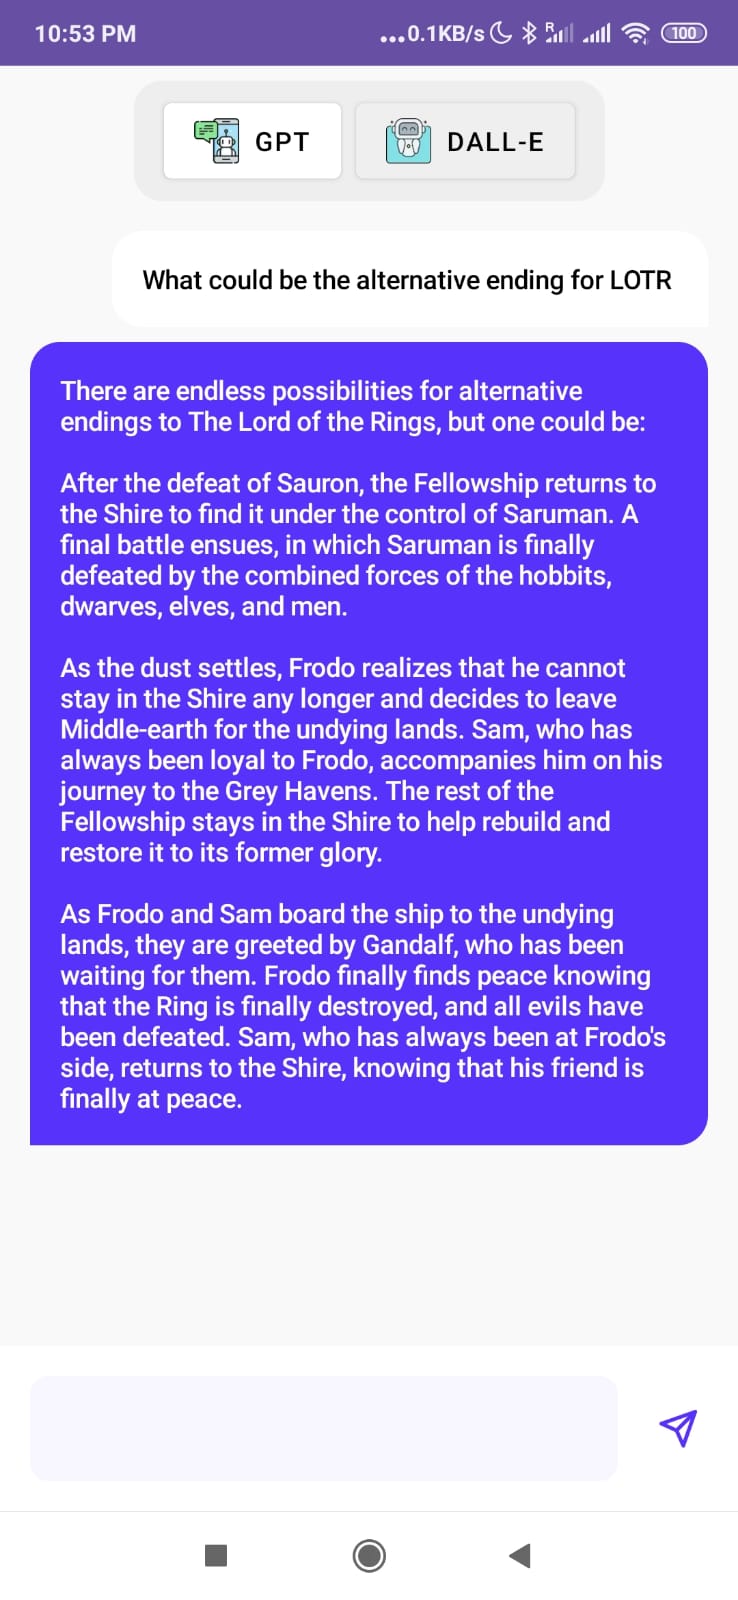 10:53 PM
...0.1KB/s
R
100
GPT
DALL-E
What could be the alternative ending for LOTR
There are endless possibilities for alternative
endings to The Lord of the Rings, but one could be:
After the defeat of Sauron, the Fellowship returns to
the Shire to find it under the control of Saruman. A
final battle ensues, in which Saruman is finally
defeated by the combined forces of the hobbits,
dwarves, elves, and men.
As the dust settles, Frodo realizes that he cannot
stay in the Shire any longer and decides to leave
Middle-earth for the undying lands. Sam, who has
always been loyal to Frodo, accompanies him on his
journey to the Grey Havens. The rest of the
Fellowship stays in the Shire to help rebuild and
restore it to its former glory.
As Frodo and Sam board the ship to the undying
lands, they are greeted by Gandalf, who has been
waiting for them. Frodo finally finds peace knowing
that the Ring is finally destroyed, and all evils have
been defeated. Sam, who has always been at Frodo's
side, returns to the Shire, knowing that his friend is
finally at peace.